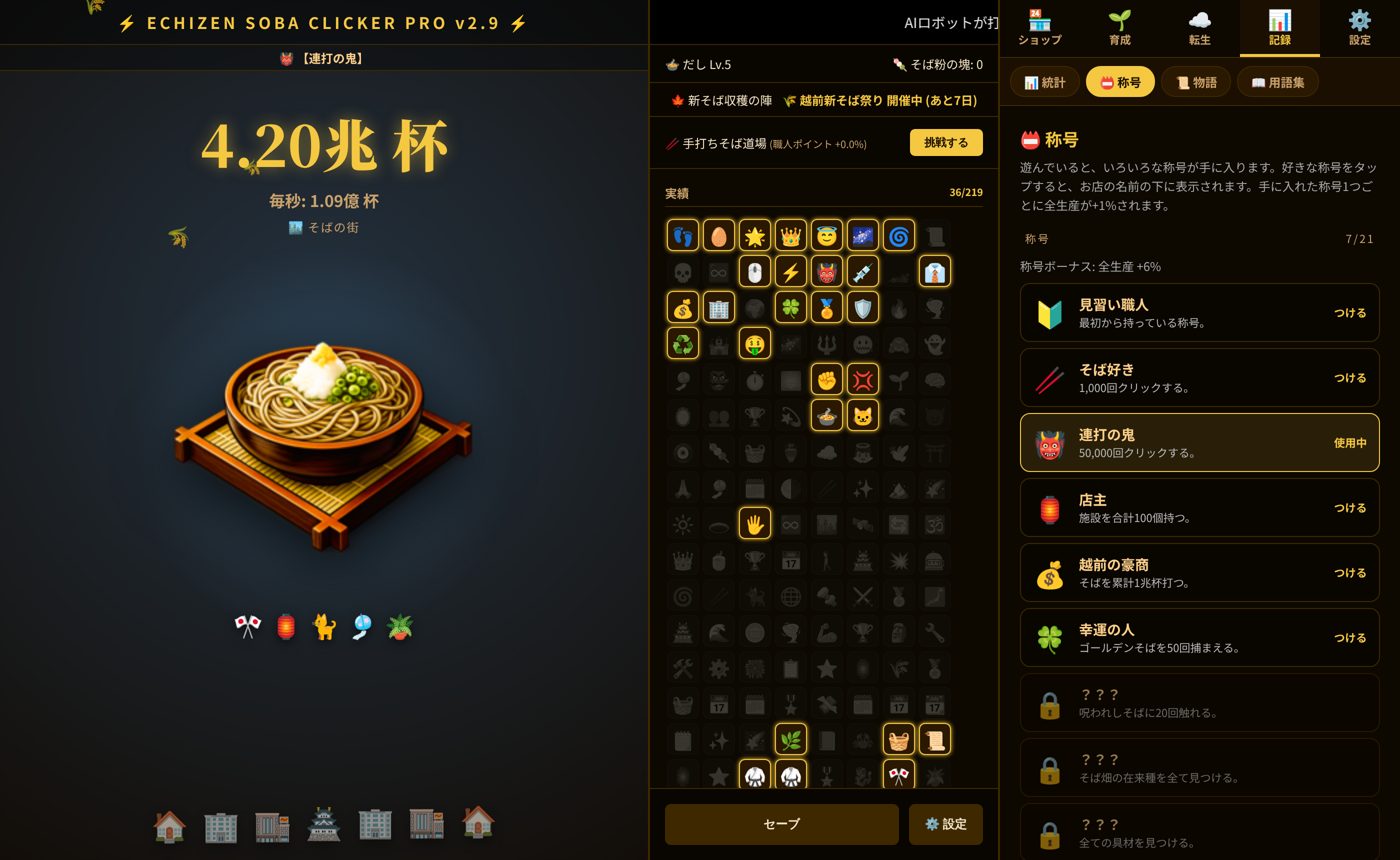 ⚡ ECHIZEN SOBA CLICKER PRO v2.9 ⚡
👹 【連打の鬼】
4.20兆 杯
毎秒: 1.09億 杯
🏙️ そばの街
AIロボットが打
🍲 だし Lv.5
🍡 そば粉の塊: 0
🍁 新そば収穫の陣 🌾 越前新そば祭り 開催中 (あと7日)
🥢 手打ちそば道場 (職人ポイント +0.0%)
挑戦する
実績
36/219
セーブ
⚙️ 設定
ショップ
育成
転生
記録
設定
📊 統計
📛 称号
📜 物語
📖 用語集
📛 称号
遊んでいると、いろいろな称号が手に入ります。好きな称号をタッ
プすると、お店の名前の下に表示されます。手に入れた称号1つご
とに全生産が+1%されます。
称号
7/21
称号ボーナス: 全生産 +6%
見習い職人
最初から持っている称号。
つける
そば好き
1,000回クリックする。
つける
連打の鬼
50,000回クリックする。
使用中
店主
施設を合計100個持つ。
つける
越前の豪商
そばを累計1兆杯打つ。
つける
幸運の人
ゴールデンそばを50回捕まえる。
つける
？？？
呪われしそばに20回触れる。
？？？
そば畑の在来種を全て見つける。
？？？
全ての具材を見つける。